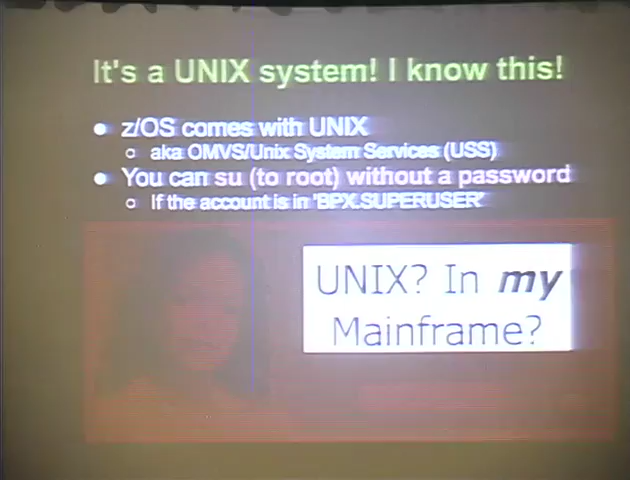 It's a UNIX system! I know this!
● z/OS comes with UNIX
○ aka OMVS/Unix System Services (USS)
● You can su (to root) without a password
○ If the account is in 'BPX.SUPERUSER'
UNIX? In my
Mainframe?